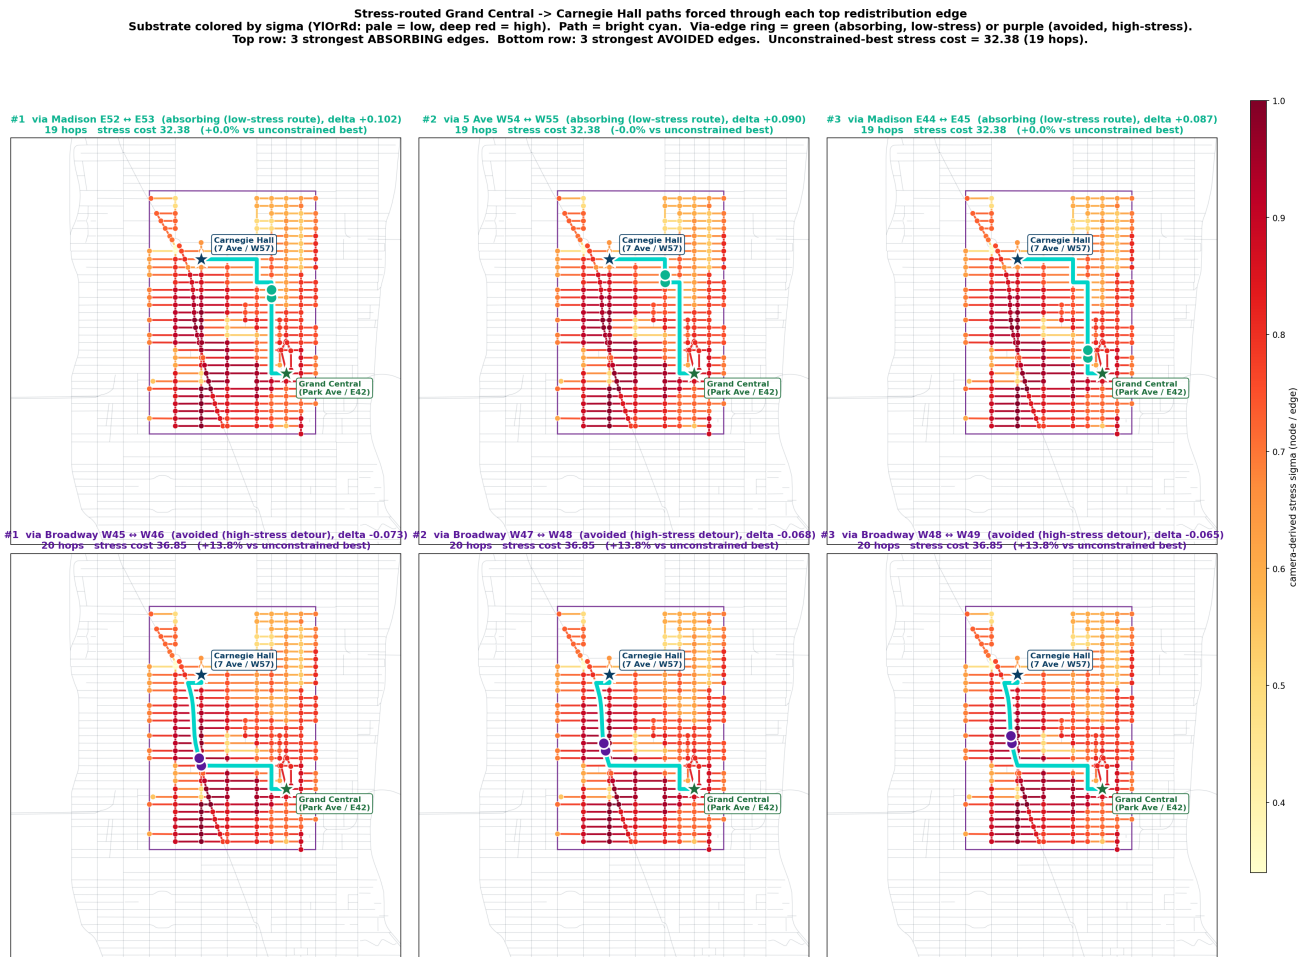 Stress-routed Grand Central -> Carnegie Hall paths forced through each top redistribution edge
Substrate colored by sigma (YlOrRd: pale = low, deep red = high).  Path = bright cyan.  Via-edge ring = green (absorbing, low-stress) or purple (avoided, high-stress).
Top row: 3 strongest ABSORBING edges.  Bottom row: 3 strongest AVOIDED edges.  Unconstrained-best stress cost = 32.38 (19 hops).
#1  via Madison E52 ↔ E53  (absorbing (low-stress route), delta +0.102)
19 hops   stress cost 32.38   (+0.0% vs unconstrained best)
Carnegie Hall
(7 Ave / W57)
Grand Central
(Park Ave / E42)
#2  via 5 Ave W54 ↔ W55  (absorbing (low-stress route), delta +0.090)
19 hops   stress cost 32.38   (-0.0% vs unconstrained best)
Carnegie Hall
(7 Ave / W57)
Grand Central
(Park Ave / E42)
#3  via Madison E44 ↔ E45  (absorbing (low-stress route), delta +0.087)
19 hops   stress cost 32.38   (+0.0% vs unconstrained best)
Carnegie Hall
(7 Ave / W57)
Grand Central
(Park Ave / E42)
#1  via Broadway W45 ↔ W46  (avoided (high-stress detour), delta -0.073)
20 hops   stress cost 36.85   (+13.8% vs unconstrained best)
Carnegie Hall
(7 Ave / W57)
Grand Central
(Park Ave / E42)
#2  via Broadway W47 ↔ W48  (avoided (high-stress detour), delta -0.068)
20 hops   stress cost 36.85   (+13.8% vs unconstrained best)
Carnegie Hall
(7 Ave / W57)
Grand Central
(Park Ave / E42)
#3  via Broadway W48 ↔ W49  (avoided (high-stress detour), delta -0.065)
20 hops   stress cost 36.85   (+13.8% vs unconstrained best)
Carnegie Hall
(7 Ave / W57)
Grand Central
(Park Ave / E42)
1.0
0.9
0.8
0.7
0.6
0.5
0.4
camera-derived stress sigma (node / edge)